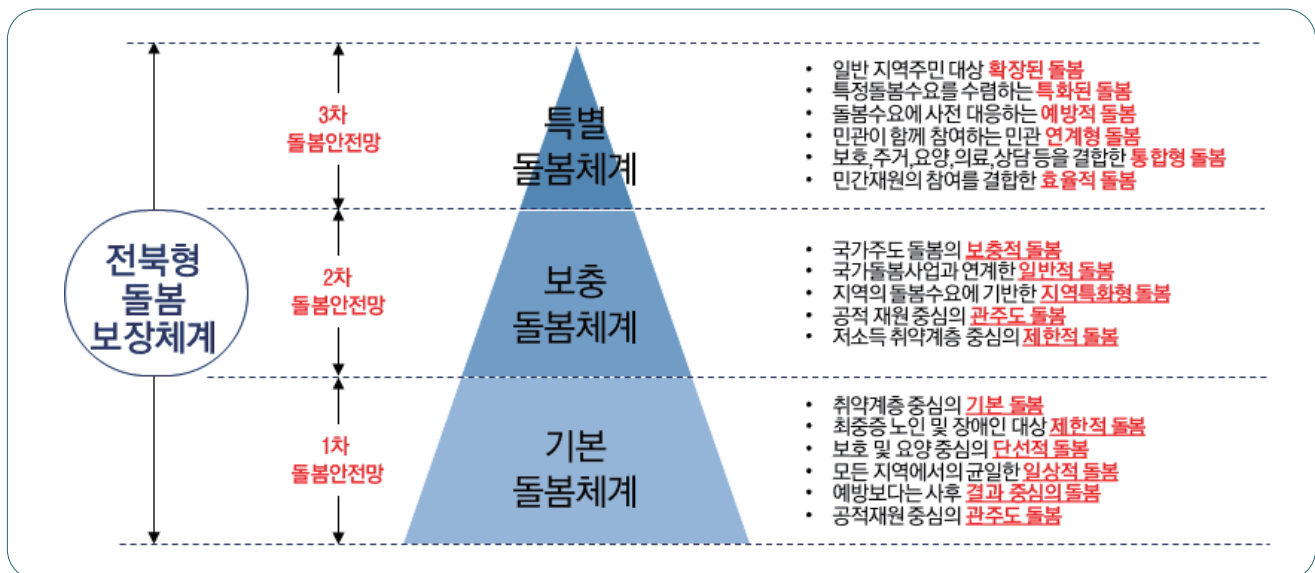 전북형
돌봄
보장체계
3차
돌봄안전망
특별
돌봄체계
• 일반 지역주민 대상 확장된 돌봄
• 특정돌봄수요를 수렴하는 특화된 돌봄
• 돌봄수요에 사전 대응하는 예방적 돌봄
• 민관이 함께 참여하는 민관 연계형 돌봄
• 보호,주거,요양,의료,상담 등을 결합한 통합형 돌봄
• 민간재원의 참여를 결합한 효율적 돌봄
2차
돌봄안전망
보충
돌봄체계
• 국가주도 돌봄의 보충적 돌봄
• 국가돌봄사업과 연계한 일반적 돌봄
• 지역의 돌봄수요에 기반한 지역특화형 돌봄
• 공적 재원 중심의 관주도 돌봄
• 저소득 취약계층 중심의 제한적 돌봄
1차
돌봄안전망
기본
돌봄체계
• 취약계층 중심의 기본 돌봄
• 최중증 노인 및 장애인 대상 제한적 돌봄
• 보호 및 요양 중심의 단선적 돌봄
• 모든 지역에서의 균일한 일상적 돌봄
• 예방보다는 사후 결과 중심의 돌봄
• 공적재원 중심의 관주도 돌봄